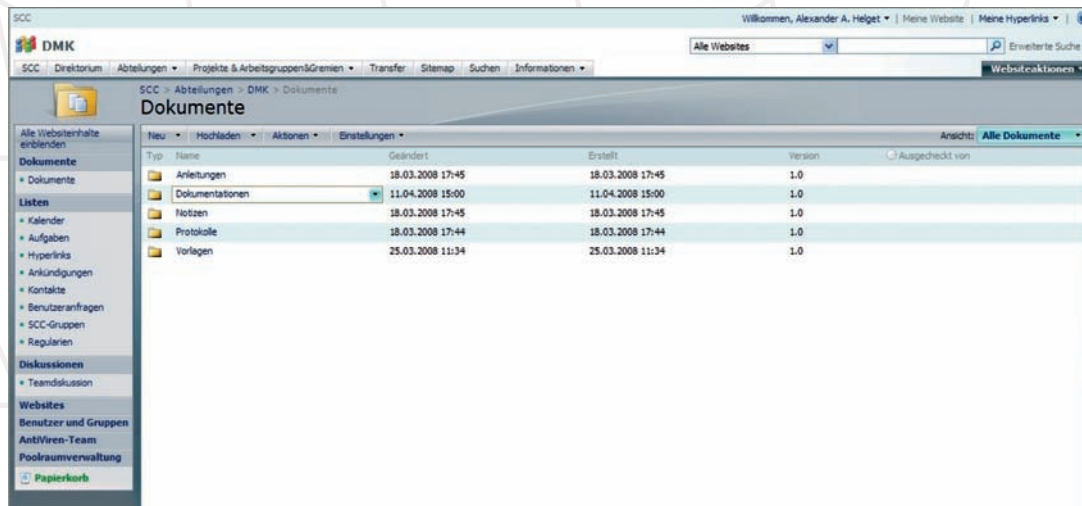 SCC
Willkommen, Alexander A. Helget | Meine Website | Meine Hyperlinks |
DMK
Alle Websites
Erweiterte Suche
SCC Direktorium Abteilungen Projekte & Arbeitsgruppen&Gremien Transfer Sitemap Suchen Informationen
Websiteaktionen
SCC > Abteilungen > DMK > Dokumente
Dokumente
Alle Websiteinhalte einblenden
Dokumente
Dokumente
Listen
Kalender
Aufgaben
Hyperlinks
Ankündigungen
Kontakte
Benutzeranfragen
SCC-Gruppen
Regularien
Diskussionen
Teamdiskussion
Websites
Benutzer und Gruppen
AntiViren-Team
Poolraumverwaltung
Papierkorb
Neu Hochladen Aktionen Einstellungen
Ansicht: Alle Dokumente
Typ Name Geändert Erstellt Version Ausgecheckt von
Anleitungen 18.03.2008 17:45 18.03.2008 17:45 1.0
Dokumentationen 11.04.2008 15:00 11.04.2008 15:00 1.0
Notizen 18.03.2008 17:45 18.03.2008 17:45 1.0
Protokolle 18.03.2008 17:44 18.03.2008 17:44 1.0
Vorlagen 25.03.2008 11:34 25.03.2008 11:34 1.0